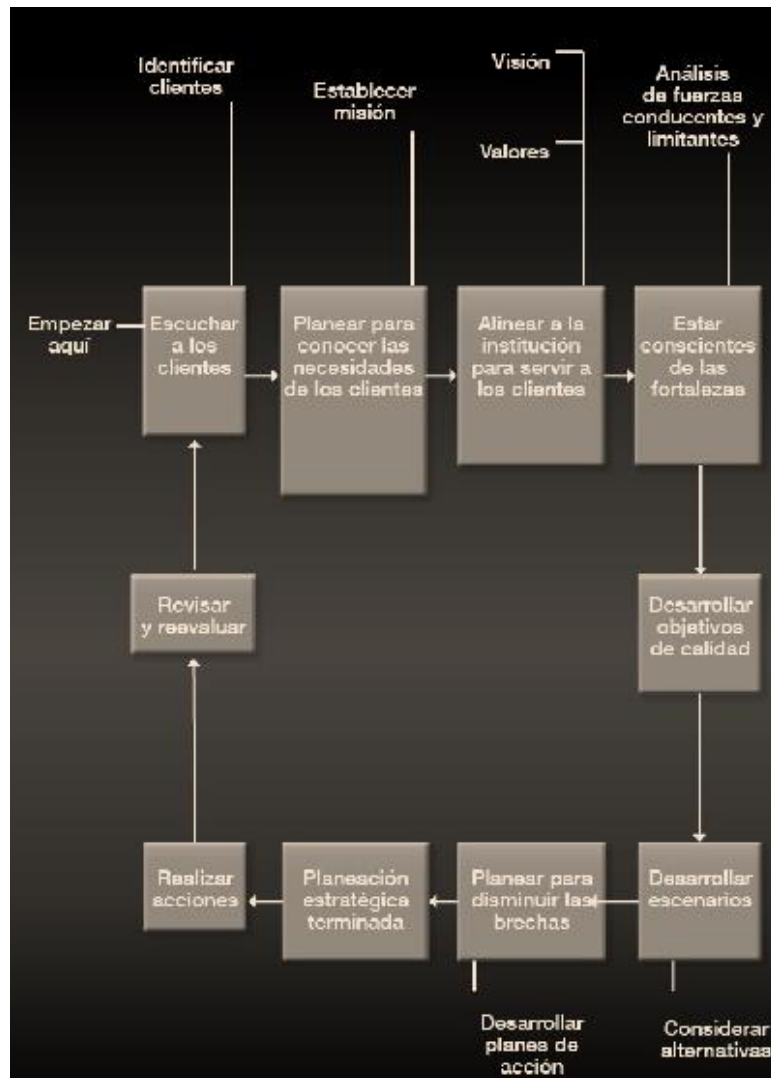 Identificar
clientes
Establecer
misión
Visión
Valores
Análisis
de fuerzas
conducentes y
limitantes
Empezar
aquí
Escuchar
a los
clientes
Planear para
conocer las
necesidades
de los clientes
Alinear a la
institución
para servir a
los clientes
Estar
conscientes
de las
fortalezas
Revisar
y reevaluar
Desarrollar
objetivos
de calidad
Realizar
acciones
Planeación
estratégica
terminada
Planear para
disminuir las
brechas
Desarrollar
escenarios
Desarrollar
planes de
acción
Considerar
alternativas